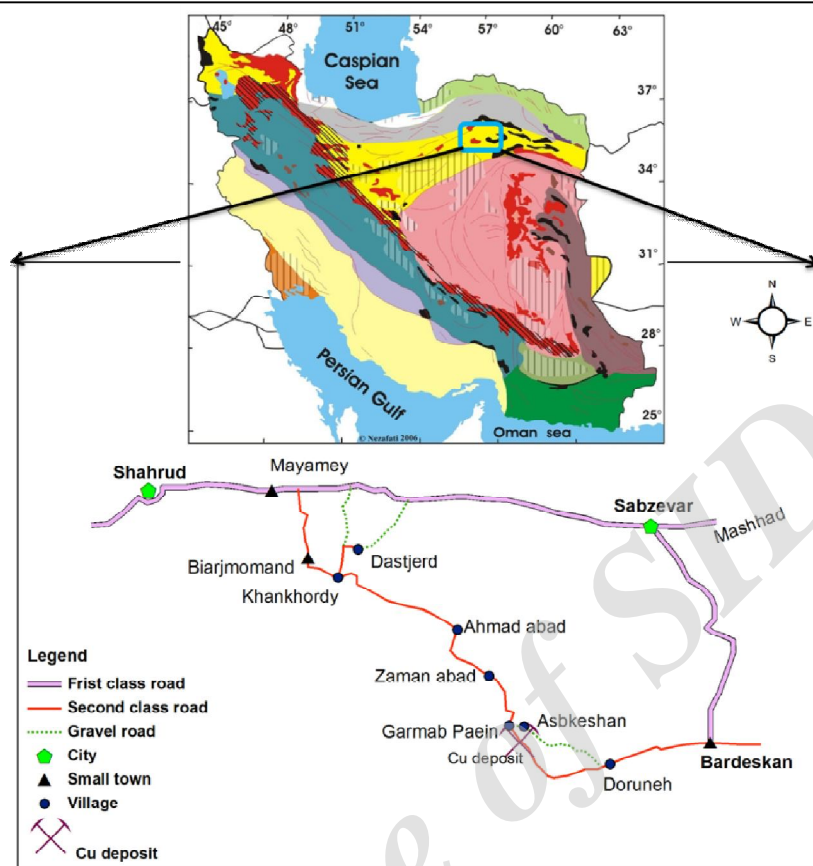 45° 48° 51° 54° 57° 60° 63°
Caspian
Sea
37°
34°
31°
28°
25°
Persian Gulf
© Nezafati 2006
Oman sea
N
W E
S
Shahrud
Mayamey
Sabzevar
Mashhad
Biarjmomand
Dastjerd
Khankhordy
Ahmad abad
Zaman abad
Garmab Paein
Asbkeshan
Cu deposit
Doruneh
Bardeskan
Legend
Frist class road
Second class road
Gravel road
City
Small town
Village
Cu deposit
e of SID